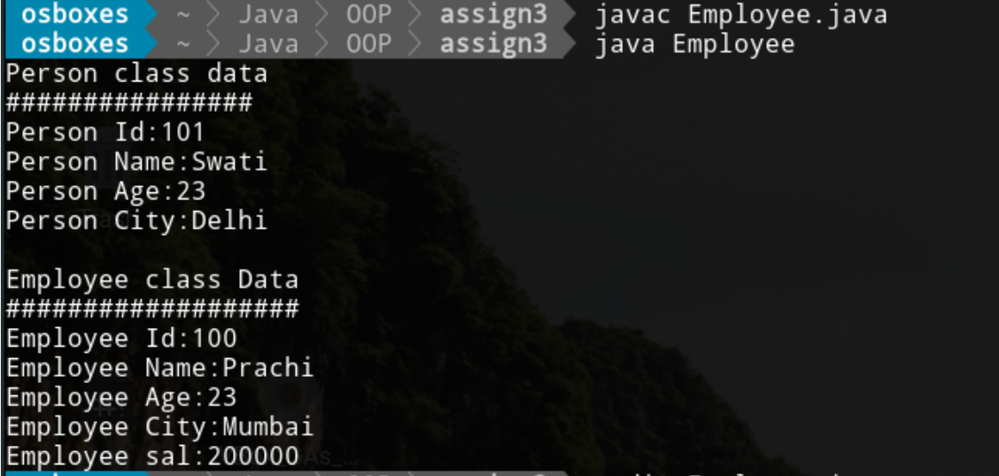 osboxes ~ Java OOP assign3 javac Employee.java
osboxes ~ Java OOP assign3 java Employee
Person class data
################
Person Id:101
Person Name:Swati
Person Age:23
Person City:Delhi
Employee class Data
###################
Employee Id:100
Employee Name:Prachi
Employee Age:23
Employee City:Mumbai
Employee sal:200000